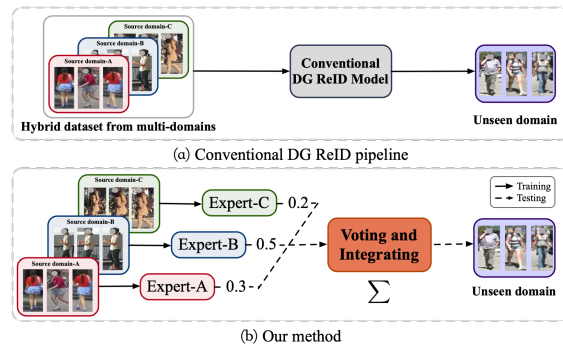 Source domain-C
Source domain-B
Source domain-A
Hybrid dataset from multi-domains
Conventional
DG ReID Model
Unseen domain
(a) Conventional DG ReID pipeline
Source domain-C
Source domain-B
Source domain-A
Expert-C
0.2
Expert-B
0.5
Expert-A
0.3
Voting and
Integrating
∑
Training
Testing
Unseen domain
(b) Our method